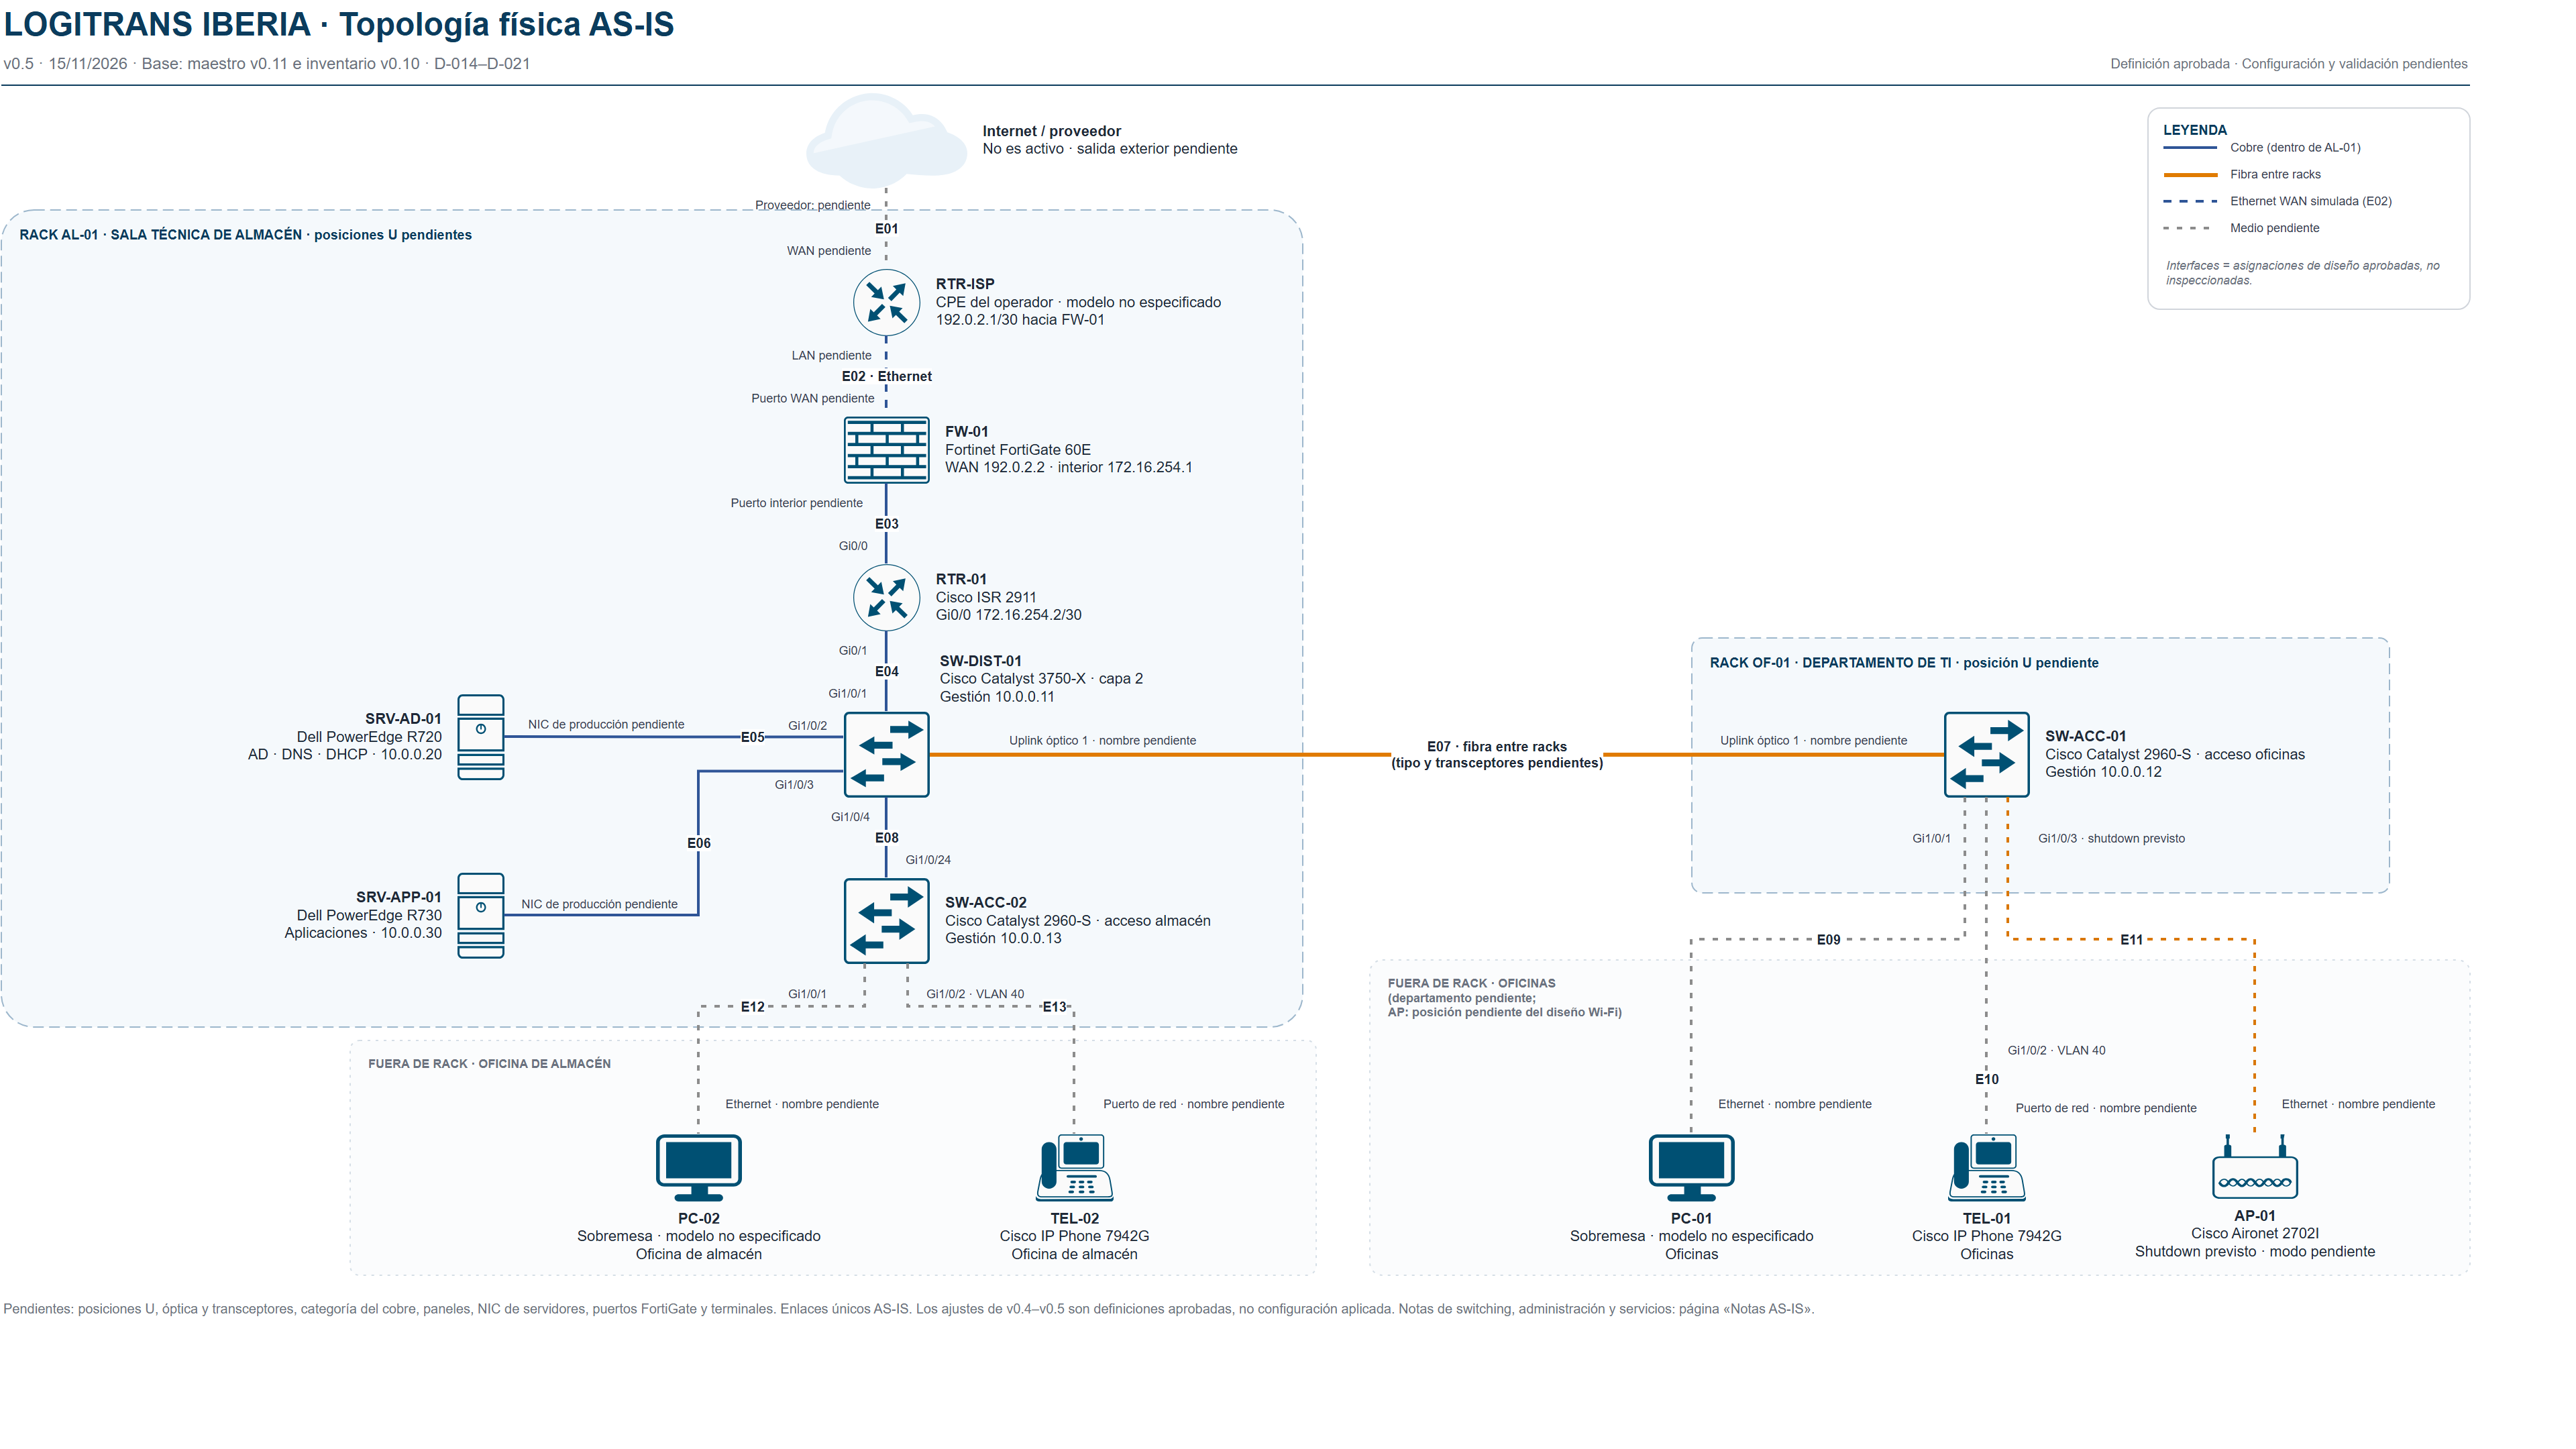 LOGITRANS IBERIA · Topología física AS-IS
v0.5 · 15/11/2026 · Base: maestro v0.11 e inventario v0.10 · D-014–D-021
Definición aprobada · Configuración y validación pendientes
LEYENDA
Cobre (dentro de AL-01)
Fibra entre racks
Ethernet WAN simulada (E02)
Medio pendiente
Interfaces = asignaciones de diseño aprobadas, no
inspeccionadas.
Internet / proveedor
No es activo · salida exterior pendiente
Proveedor: pendiente
E01
WAN pendiente
RACK AL-01 · SALA TÉCNICA DE ALMACÉN · posiciones U pendientes
RTR-ISP
CPE del operador · modelo no especificado
192.0.2.1/30 hacia FW-01
LAN pendiente
E02 · Ethernet
Puerto WAN pendiente
FW-01
Fortinet FortiGate 60E
WAN 192.0.2.2 · interior 172.16.254.1
Puerto interior pendiente
E03
Gi0/0
RTR-01
Cisco ISR 2911
Gi0/0 172.16.254.2/30
Gi0/1
E04
Gi1/0/1
SW-DIST-01
Cisco Catalyst 3750-X · capa 2
Gestión 10.0.0.11
SRV-AD-01
Dell PowerEdge R720
AD · DNS · DHCP · 10.0.0.20
NIC de producción pendiente
E05
Gi1/0/2
Gi1/0/3
E06
Uplink óptico 1 · nombre pendiente
E07 · fibra entre racks
(tipo y transceptores pendientes)
RACK OF-01 · DEPARTAMENTO DE TI · posición U pendiente
Uplink óptico 1 · nombre pendiente
SW-ACC-01
Cisco Catalyst 2960-S · acceso oficinas
Gestión 10.0.0.12
Gi1/0/1
Gi1/0/3 · shutdown previsto
Gi1/0/4
E08
Gi1/0/24
SRV-APP-01
Dell PowerEdge R730
Aplicaciones · 10.0.0.30
NIC de producción pendiente
SW-ACC-02
Cisco Catalyst 2960-S · acceso almacén
Gestión 10.0.0.13
Gi1/0/1
E12
Gi1/0/2 · VLAN 40
E13
E09
E11
FUERA DE RACK · OFICINA DE ALMACÉN
Ethernet · nombre pendiente
Puerto de red · nombre pendiente
PC-02
Sobremesa · modelo no especificado
Oficina de almacén
TEL-02
Cisco IP Phone 7942G
Oficina de almacén
FUERA DE RACK · OFICINAS
(departamento pendiente;
AP: posición pendiente del diseño Wi-Fi)
Gi1/0/2 · VLAN 40
E10
Ethernet · nombre pendiente
Puerto de red · nombre pendiente
Ethernet · nombre pendiente
PC-01
Sobremesa · modelo no especificado
Oficinas
TEL-01
Cisco IP Phone 7942G
Oficinas
AP-01
Cisco Aironet 2702I
Shutdown previsto · modo pendiente
Pendientes: posiciones U, óptica y transceptores, categoría del cobre, paneles, NIC de servidores, puertos FortiGate y terminales. Enlaces únicos AS-IS. Los ajustes de v0.4–v0.5 son definiciones aprobadas, no configuración aplicada. Notas de switching, administración y servicios: página «Notas AS-IS».